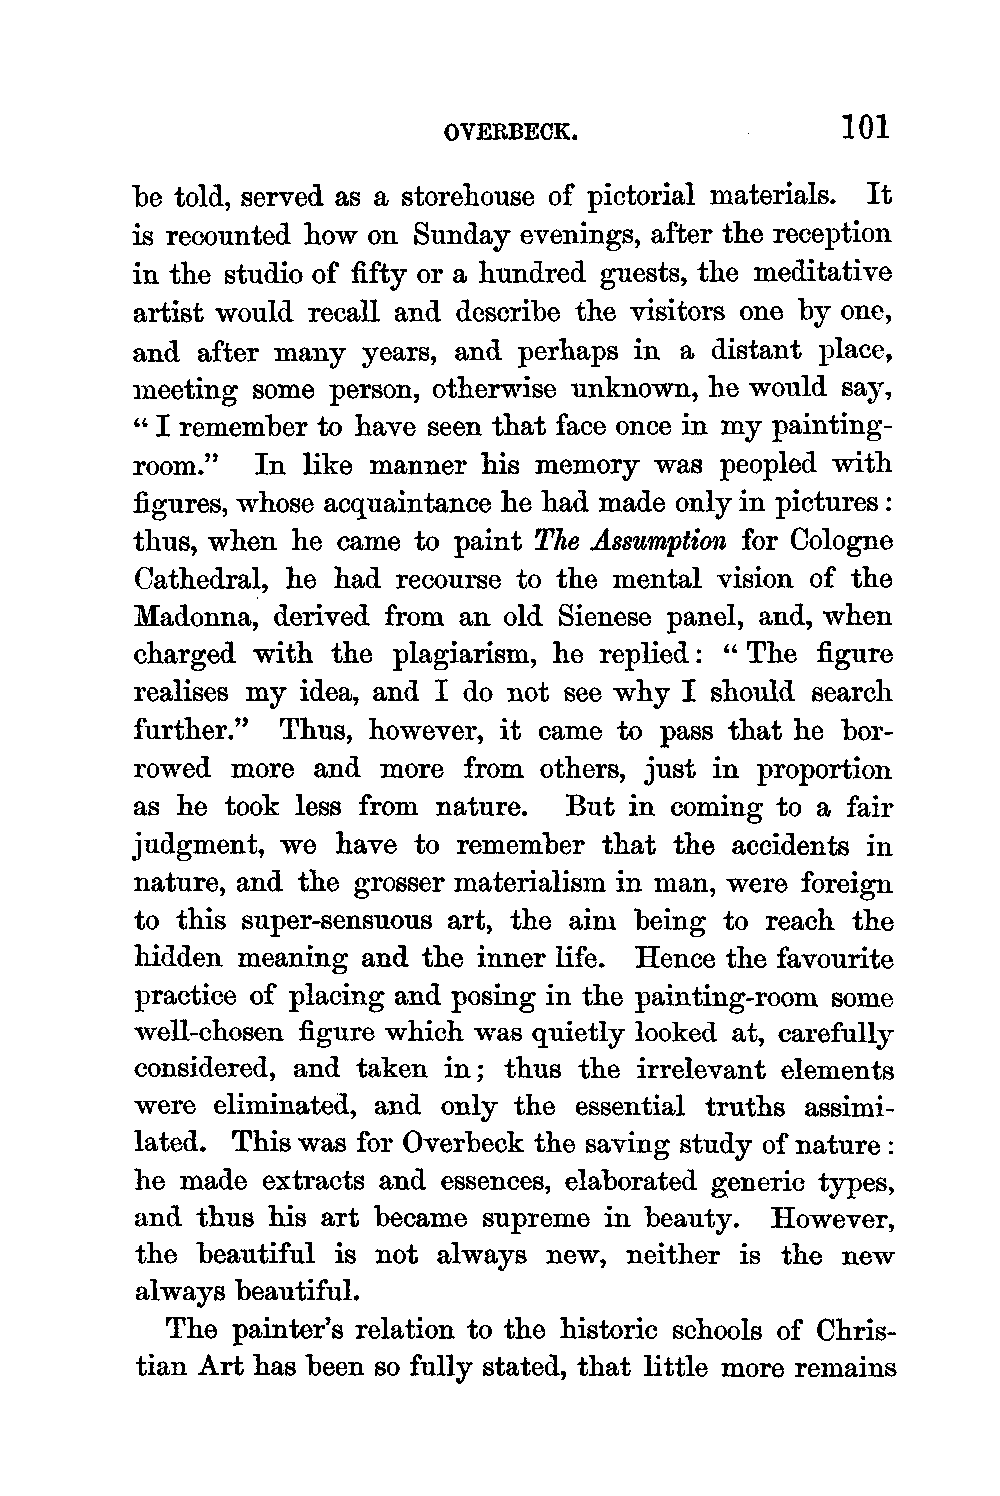 OVERBECK. 101
be told, served as a storehouse of pictorial materials. It
is recounted how on Sunday evenings, after the reception
in the studio of fifty or a hundred guests, the meditative
artist would recall and describe the visitors one by one,
and after many years, and perhaps in a distant place,
meeting some person, otherwise unknown, he would say,
“ I remember to have seen that face once in my painting-
room.” In like manner his memory was peopled with
figures, whose acquaintance he had made only in pictures :
thus, when he came to paint The Assumption for Cologne
Cathedral, he had recourse to the mental vision of the
Madonna, derived from an old Sienese panel, and, when
charged with the plagiarism, he replied : “ The figure
realises my idea, and I do not see why I should search
further.” Thus, however, it came to pass that he bor-
rowed more and more from others, just in proportion
as he took less from nature. But in coming to a fair
judgment, we have to remember that the accidents in
nature, and the grosser materialism in man, were foreign
to this super-sensuous art, the aim being to reach the
hidden meaning and the inner life. Hence the favourite
practice of placing and posing in the painting-room some
well-chosen figure which was quietly looked at, carefully
considered, and taken in ; thus the irrelevant elements
were eliminated, and only the essential truths assimi-
lated. This was for Overbeck the saving study of nature :
he made extracts and essences, elaborated generic types,
and thus his art became supreme in beauty. However,
the beautiful is not always new, neither is the new
always beautiful.
The painter’s relation to the historic schools of Chris-
tian Art has been so fully stated, that little more remains